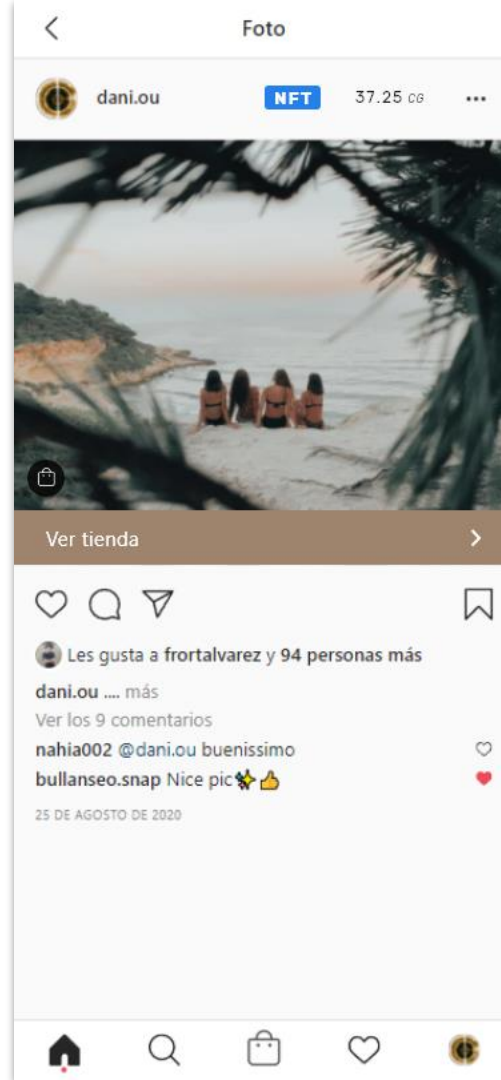 Foto
dani.ou NFT 37.25 CG
Ver tienda
Les gusta a frortalvarez y 94 personas más
dani.ou .... más
Ver los 9 comentarios
nahia002 @dani.ou buenissimo
bullanseo.snap Nice pic✨👍
25 DE AGOSTO DE 2020